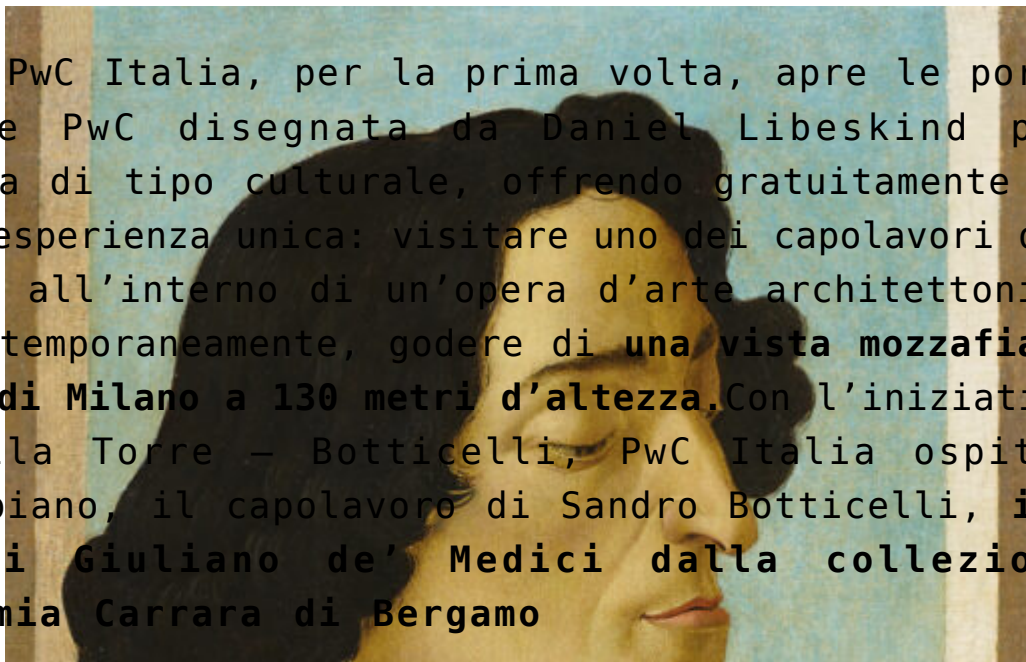 PwC Italia, per la prima volta, apre le por
e PwC disegnata da Daniel Libeskind p
a di tipo culturale, offrendo gratuitamente
esperienza unica: visitare uno dei capolavori
all’interno di un’opera d’arte architettoni
temporaneamente, godere di una vista mozzafia
di Milano a 130 metri d’altezza.Con l’iniziati
la Torre – Botticelli, PwC Italia ospit
piano, il capolavoro di Sandro Botticelli, i
i Giuliano de’ Medici dalla collezio
mia Carrara di Bergamo